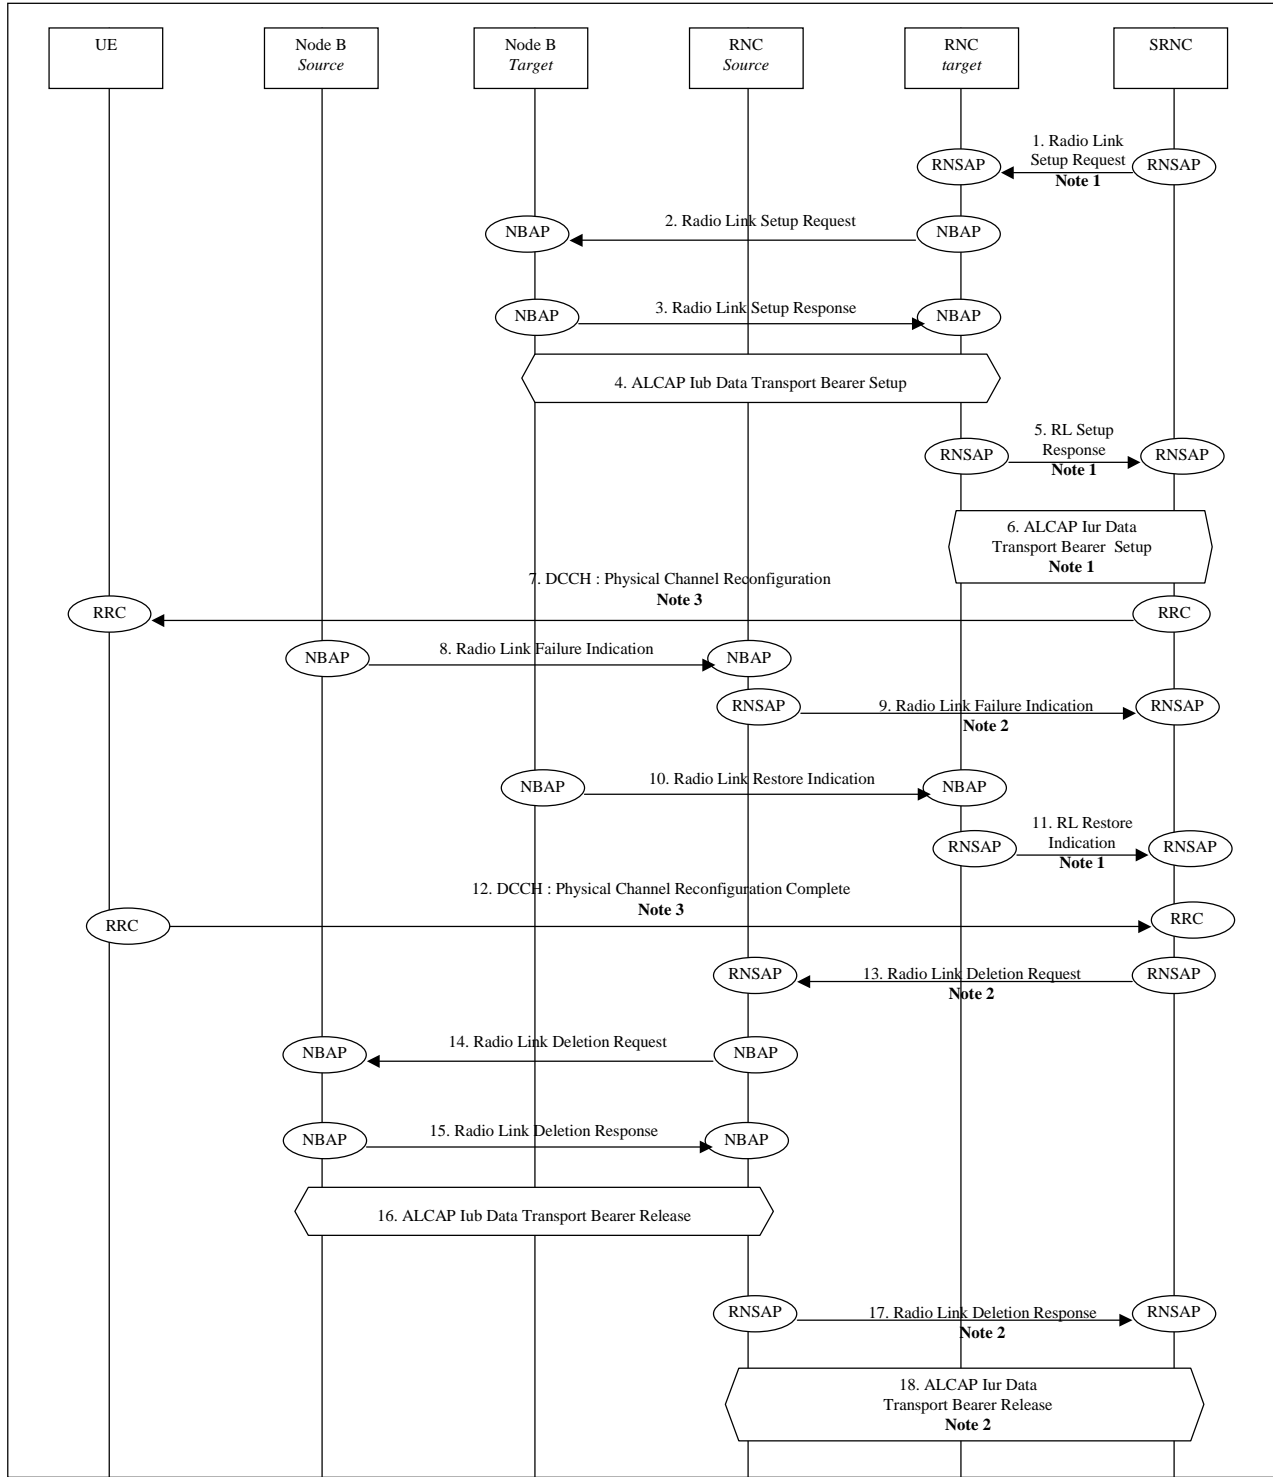 UE
Node B
Source
Node B
Target
RNC
Source
RNC
target
SRNC
1. Radio Link
Setup Request
Note 1
RNSAP
RNSAP
2. Radio Link Setup Request
NBAP
NBAP
3. Radio Link Setup Response
NBAP
NBAP
4. ALCAP Iub Data Transport Bearer Setup
5. RL Setup
Response
Note 1
RNSAP
RNSAP
6. ALCAP Iur Data
Transport Bearer Setup
Note 1
7. DCCH : Physical Channel Reconfiguration
Note 3
RRC
RRC
8. Radio Link Failure Indication
NBAP
NBAP
RNSAP
9. Radio Link Failure Indication
Note 2
RNSAP
10. Radio Link Restore Indication
NBAP
NBAP
11. RL Restore
Indication
Note 1
RNSAP
RNSAP
12. DCCH : Physical Channel Reconfiguration Complete
Note 3
RRC
RRC
RNSAP
13. Radio Link Deletion Request
Note 2
RNSAP
14. Radio Link Deletion Request
NBAP
NBAP
15. Radio Link Deletion Response
NBAP
NBAP
16. ALCAP Iub Data Transport Bearer Release
RNSAP
17. Radio Link Deletion Response
Note 2
RNSAP
18. ALCAP Iur Data
Transport Bearer Release
Note 2